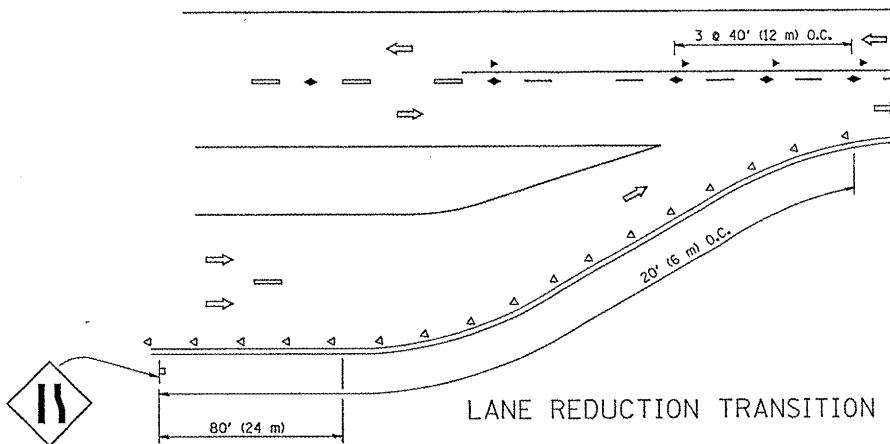 3 @ 40' (12 m) O.C.
20' (6 m) O.C.
80' (24 m)
LANE REDUCTION TRANSITION